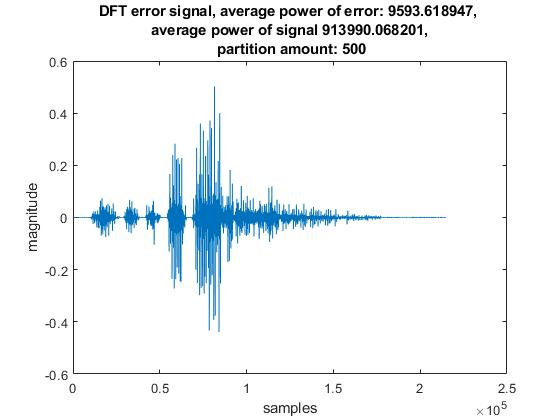 DFT error signal, average power of error: 9593.618947,
average power of signal 913990.068201,
partition amount: 500
0.6
0.4
0.2
0
-0.2
-0.4
-0.6
magnitude
0 0.5 1 1.5 2 2.5
samples
×10^5